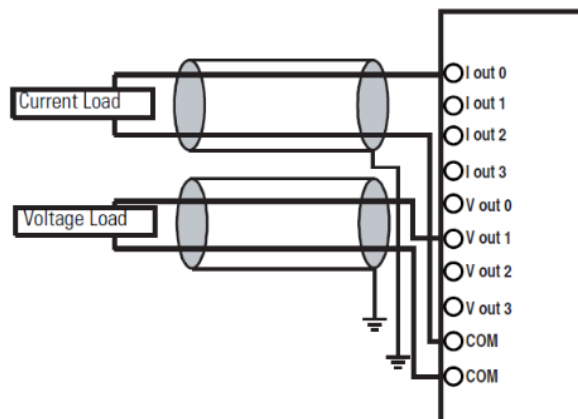 I out 0
Current Load
I out 1
I out 2
I out 3
V out 0
Voltage Load
V out 1
V out 2
V out 3
COM
COM